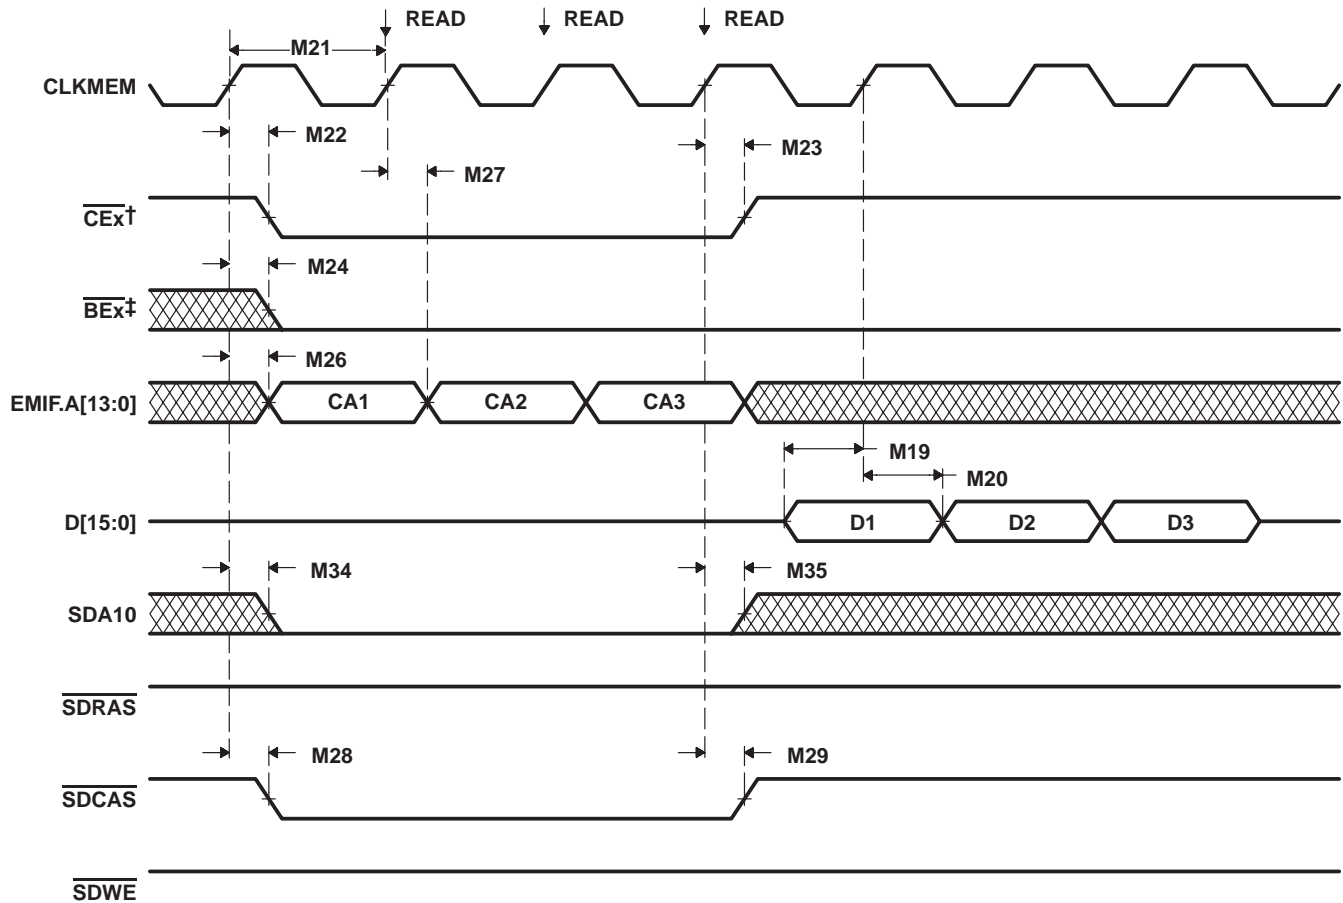 READ READ READ
M21
CLKMEM
M22 M23
M27
CEx†
M24
BEx‡
M26
EMIF.A[13:0] CA1 CA2 CA3
M19
M20
D[15:0] D1 D2 D3
M34 M35
SDA10
SDRAS
M28 M29
SDCAS
SDWE